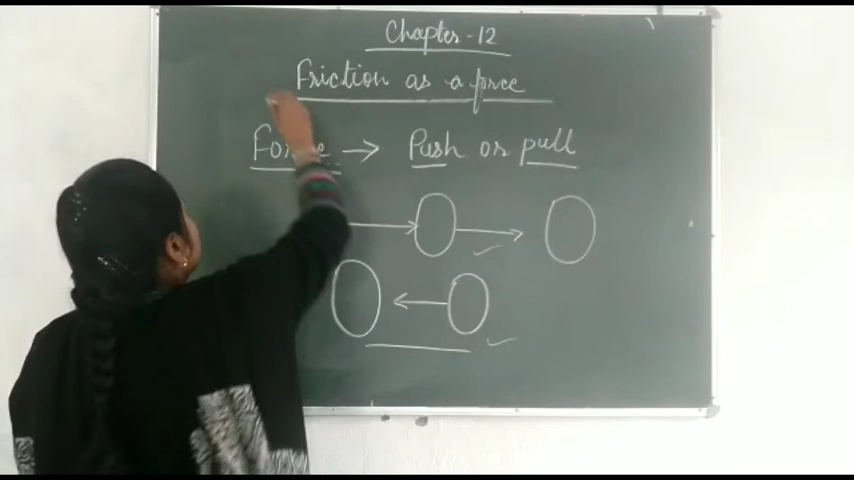 Chapter-12
Friction as a force
Force → Push or pull